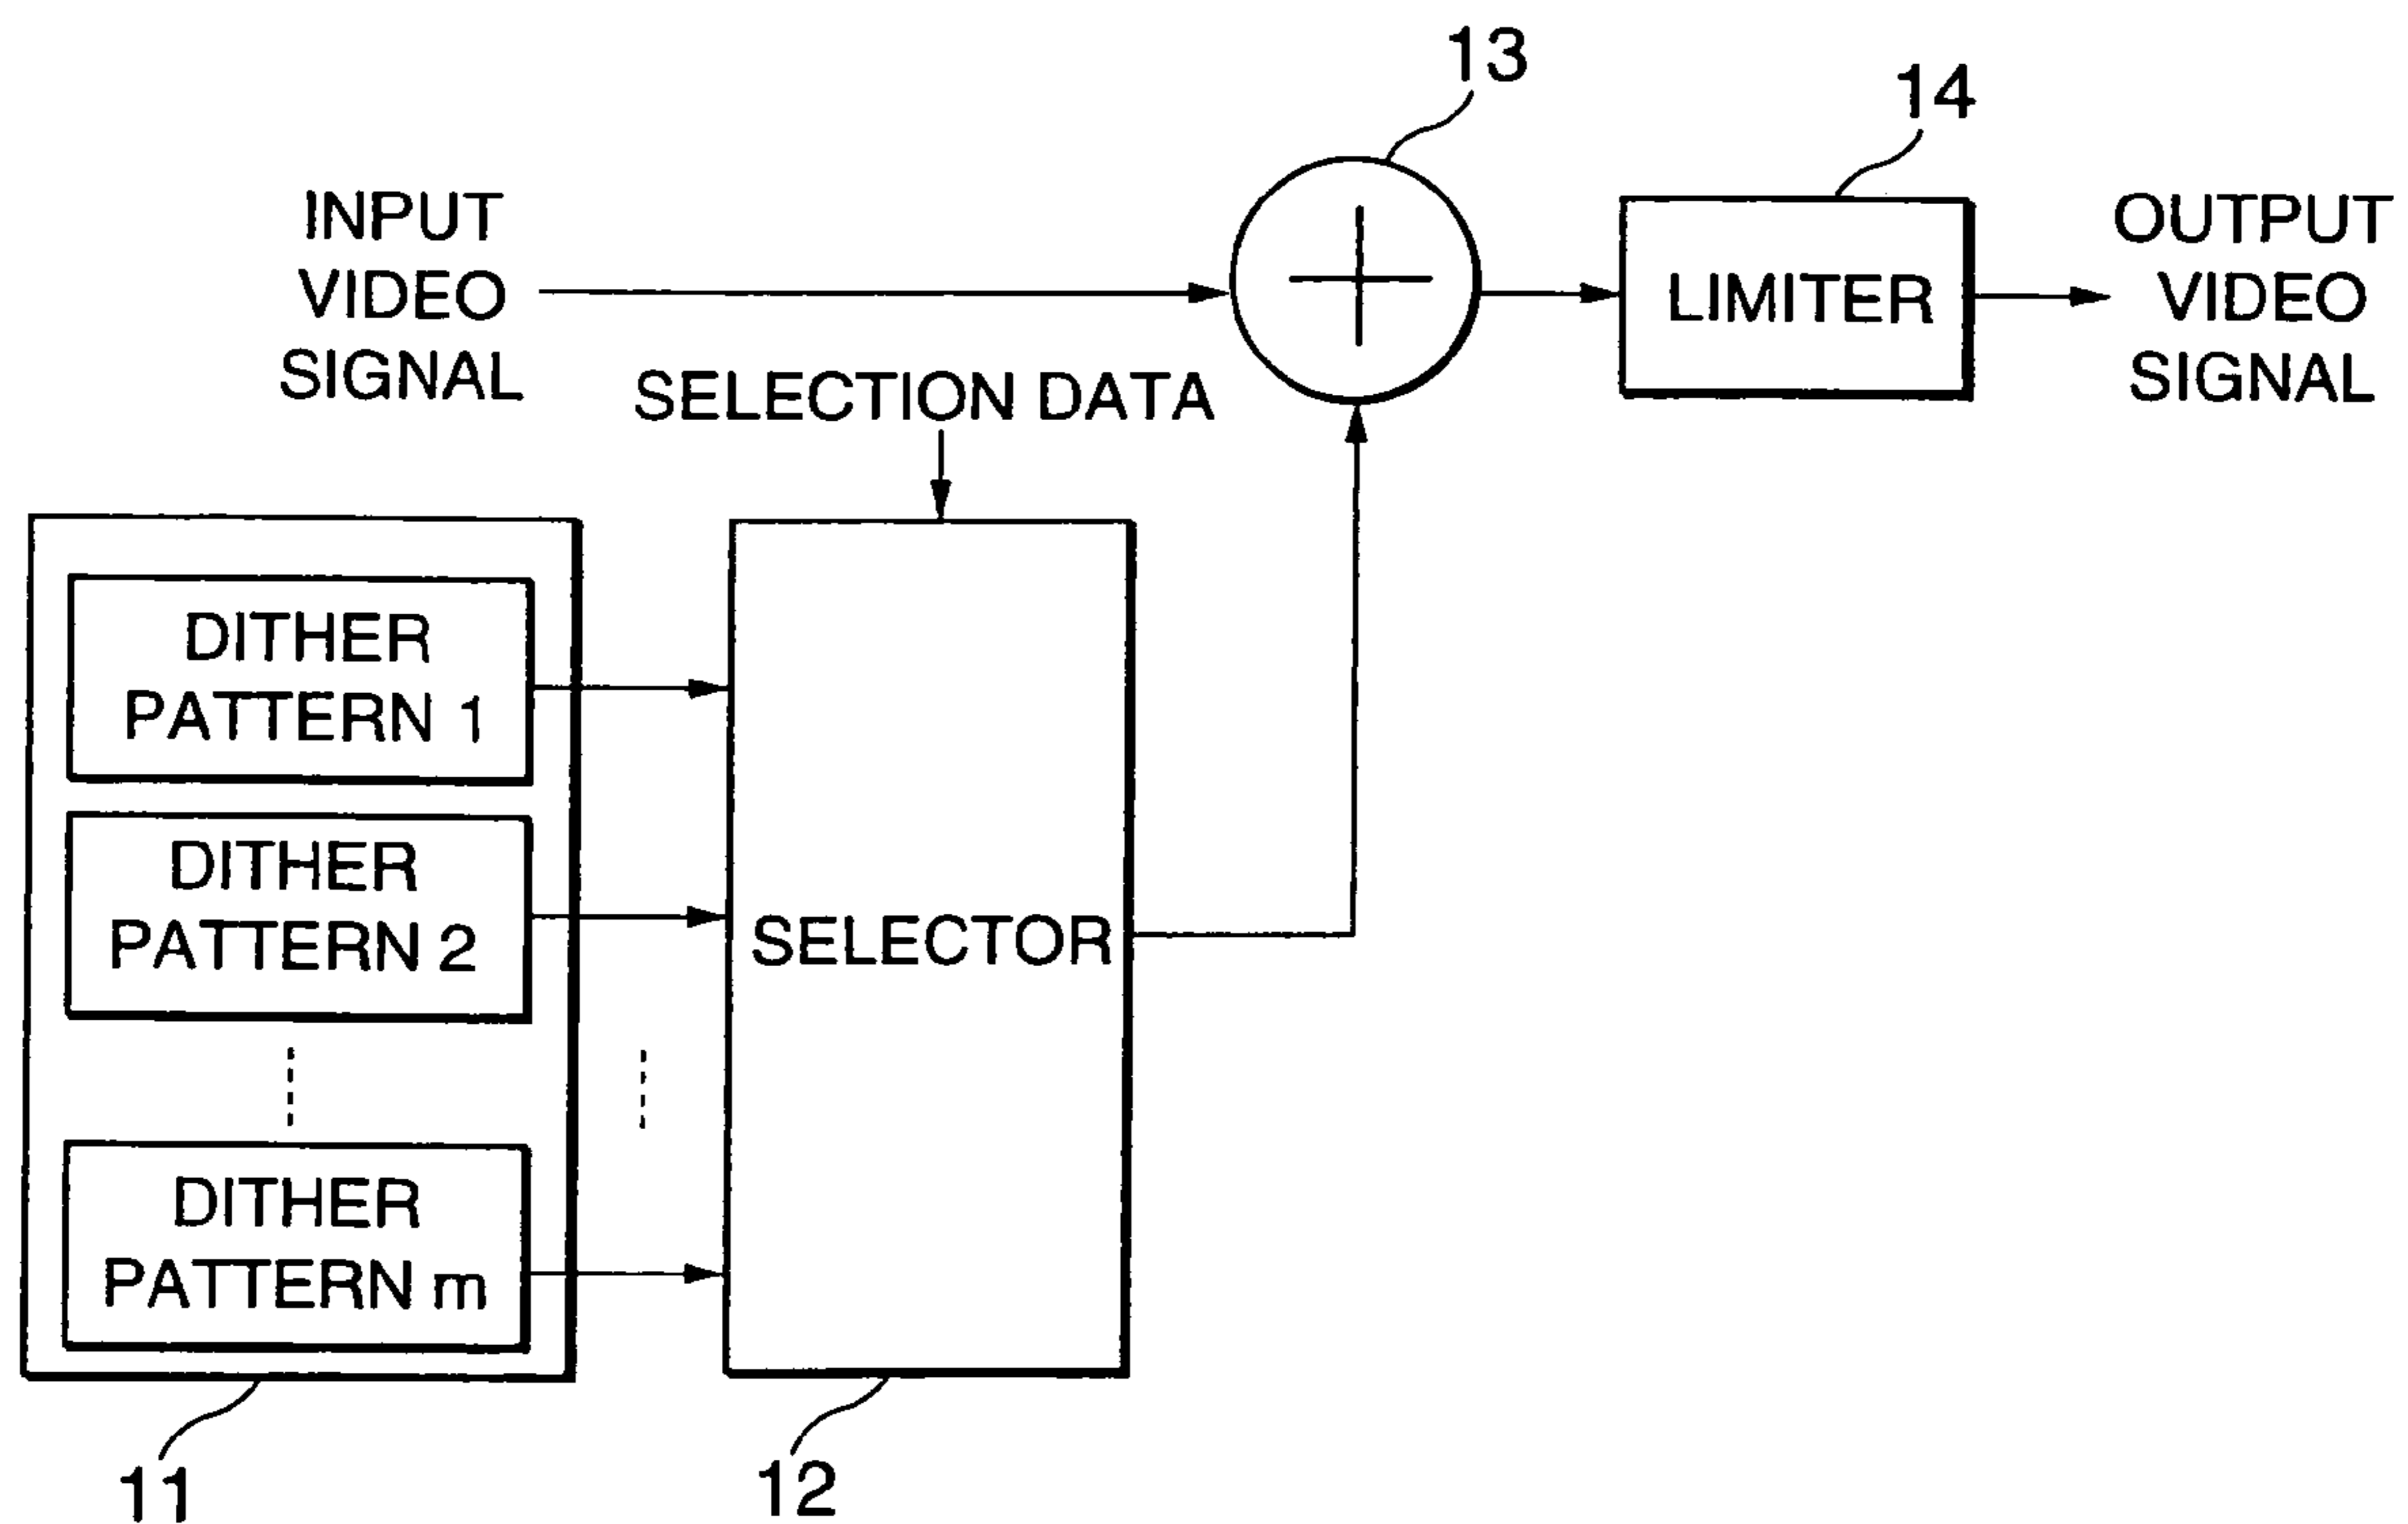 13
14
INPUT
VIDEO
SIGNAL
OUTPUT
VIDEO
SIGNAL
LIMITER
SELECTION DATA
DITHER
PATTERN 1
DITHER
PATTERN 2
SELECTOR
DITHER
PATTERN m
11
12